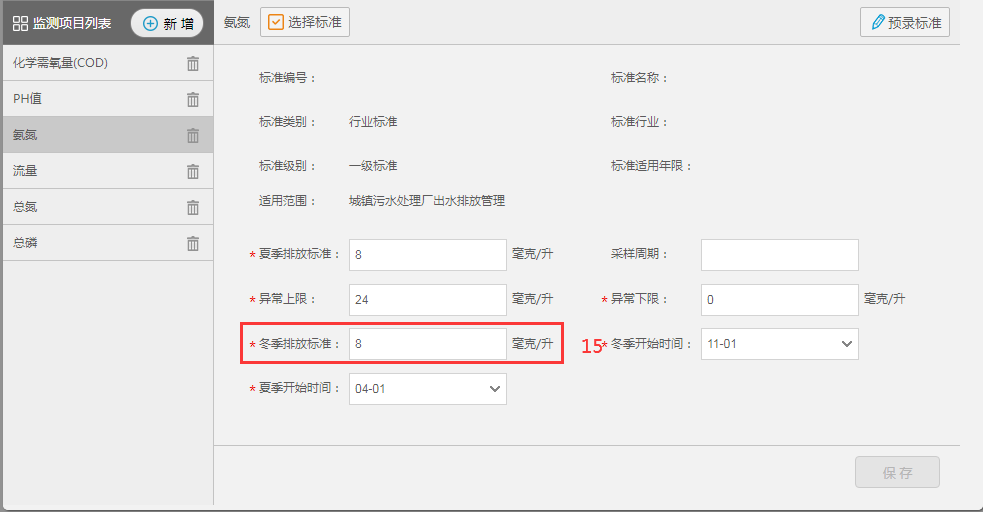 监测项目列表 新 增 氨氮 选择标准 预录标准
化学需氧量(COD)
PH值
氨氮
流量
总氮
总磷
标准编号： 标准名称：
标准类别： 行业标准 标准行业：
标准级别： 一级标准 标准适用年限：
适用范围： 城镇污水处理厂出水排放管理
* 夏季排放标准： 8 毫克/升 采样周期：
* 异常上限： 24 毫克/升 * 异常下限： 0 毫克/升
* 冬季排放标准： 8 毫克/升 15 * 冬季开始时间： 11-01
* 夏季开始时间： 04-01
保 存